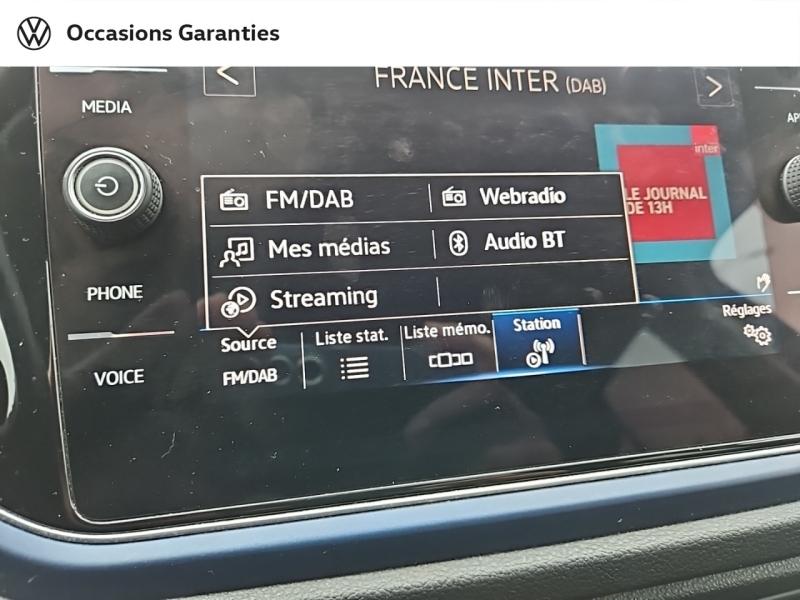 Occasions Garanties
FRANCE INTER (DAB)
MEDIA
inter
LE JOURNAL
DE 13H
FM/DAB
Webradio
Mes médias
Audio BT
PHONE
Streaming
Réglages
Source
Liste stat.
Liste mémo.
Station
VOICE
FM/DAB